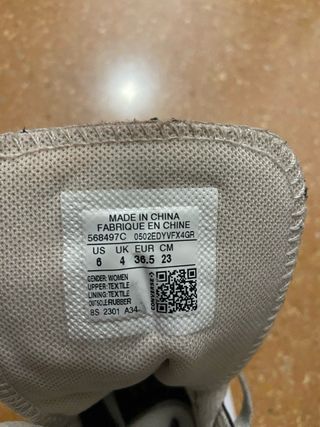 MADE IN CHINA
FABRIQUE EN CHINE
568497C 0502EDYVFX4GR
US UK EUR CM
6 4 36.5 23
GENDER: WOMEN
UPPER: TEXTILE
LINING: TEXTILE
OUTSOLE: RUBBER
BS 2301 A34-
CONVERSE